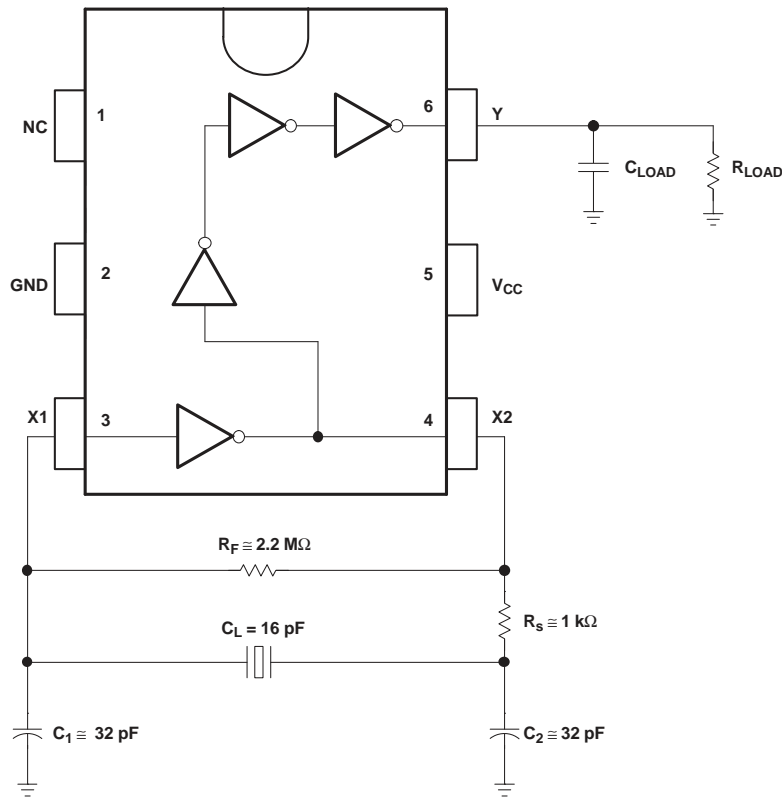 1
NC
6
Y
C_LOAD
R_LOAD
2
GND
5
V_CC
X1
3
4
X2
R_F ≅ 2.2 MΩ
R_s ≅ 1 kΩ
C_L = 16 pF
C_1 ≅ 32 pF
C_2 ≅ 32 pF